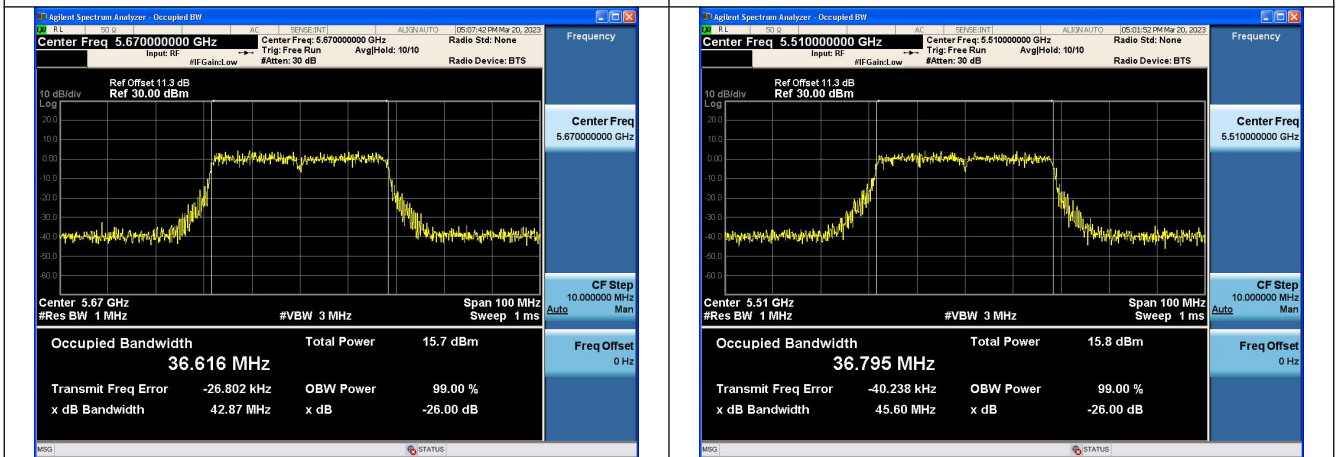 Agilent Spectrum Analyzer - Occupied BW
RL 50 Ω AC SENSE:INT ALIGN AUTO 05:07:42 PM Mar 20, 2023
Center Freq 5.670000000 GHz
Input: RF
#IFGain:Low
Center Freq: 5.670000000 GHz
Trig: Free Run Avg|Hold: 10/10
#Atten: 30 dB
Radio Std: None
Radio Device: BTS
Ref Offset 11.3 dB
10 dB/div Ref 30.00 dBm
Log
20.0
10.0
0.00
-10.0
-20.0
-30.0
-40.0
-50.0
-60.0
Center 5.67 GHz Span 100 MHz
#Res BW 1 MHz #VBW 3 MHz Sweep 1 ms
Occupied Bandwidth Total Power 15.7 dBm
36.616 MHz
Transmit Freq Error -26.802 kHz OBW Power 99.00 %
x dB Bandwidth 42.87 MHz x dB -26.00 dB
MSG STATUS
Frequency
Center Freq
5.670000000 GHz
CF Step
10.000000 MHz
Auto Man
Freq Offset
0 Hz
Agilent Spectrum Analyzer - Occupied BW
RL 50 Ω AC SENSE:INT ALIGN AUTO 05:01:52 PM Mar 20, 2023
Center Freq 5.510000000 GHz
Input: RF
#IFGain:Low
Center Freq: 5.510000000 GHz
Trig: Free Run Avg|Hold: 10/10
#Atten: 30 dB
Radio Std: None
Radio Device: BTS
Ref Offset 11.3 dB
10 dB/div Ref 30.00 dBm
Log
20.0
10.0
0.00
-10.0
-20.0
-30.0
-40.0
-50.0
-60.0
Center 5.51 GHz Span 100 MHz
#Res BW 1 MHz #VBW 3 MHz Sweep 1 ms
Occupied Bandwidth Total Power 15.8 dBm
36.795 MHz
Transmit Freq Error -40.238 kHz OBW Power 99.00 %
x dB Bandwidth 45.60 MHz x dB -26.00 dB
MSG STATUS
Frequency
Center Freq
5.510000000 GHz
CF Step
10.000000 MHz
Auto Man
Freq Offset
0 Hz